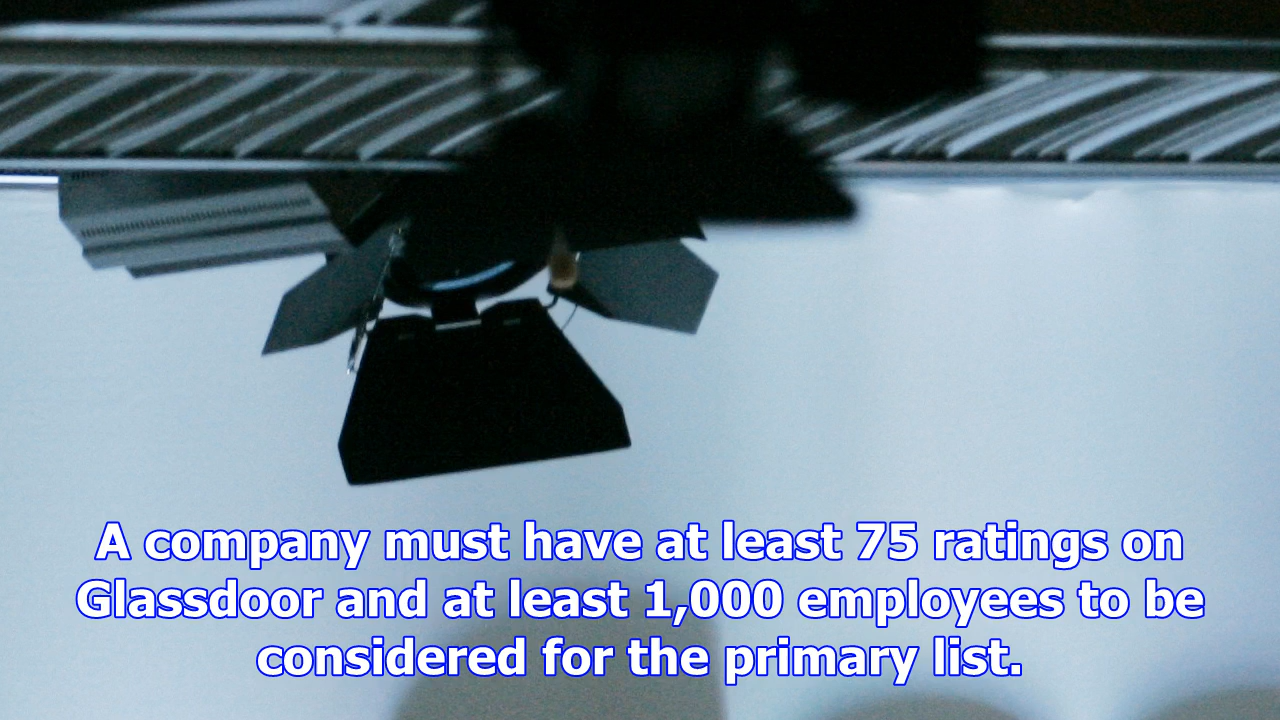 A company must have at least 75 ratings on
Glassdoor and at least 1,000 employees to be
considered for the primary list.